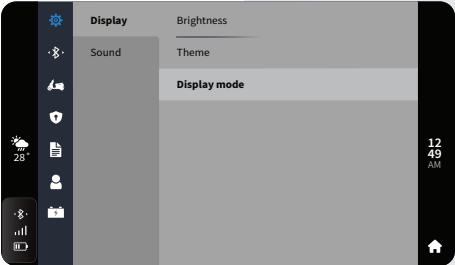 Display
Sound
Brightness
Theme
Display mode
28°
12
49
AM